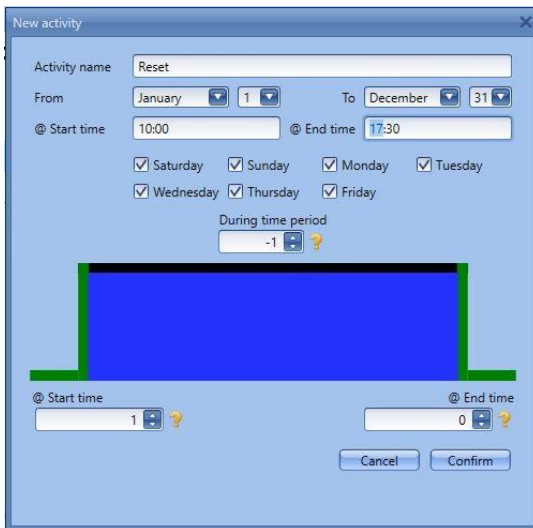 New activity
Activity name Reset
From January 1 To December 31
@ Start time 10:00 @ End time 17:30
Saturday Sunday Monday Tuesday
Wednesday Thursday Friday
During time period
-1 ?
@ Start time @ End time
1 ? 0 ?
Cancel Confirm